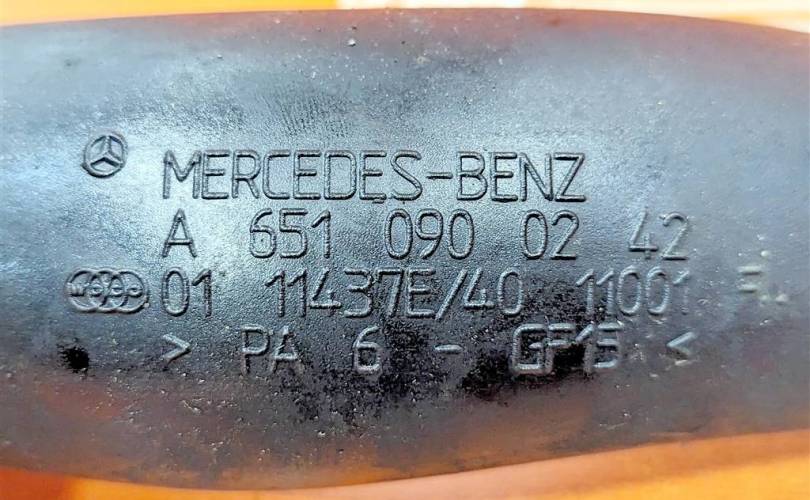 MERCEDES-BENZ
A 651 090 02 42
01 11437E/40 11001
> PA 6 - GF15 <